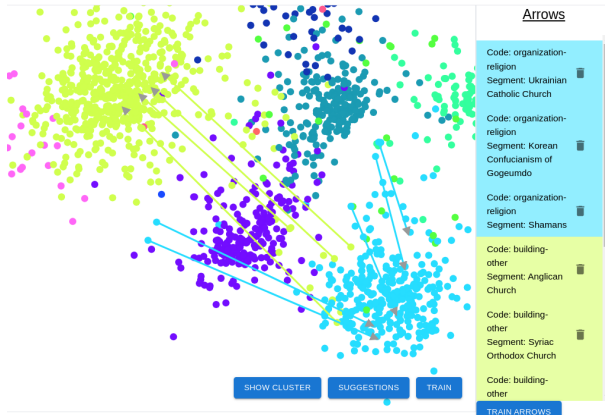 Arrows
Code: organization-
religion
Segment: Ukrainian
Catholic Church
Code: organization-
religion
Segment: Korean
Confucianism of
Gogeumdo
Code: organization-
religion
Segment: Shamans
Code: building-
other
Segment: Anglican
Church
Code: building-
other
Segment: Syriac
Orthodox Church
Code: building-
other
SHOW CLUSTER
SUGGESTIONS
TRAIN
TRAIN ARROWS